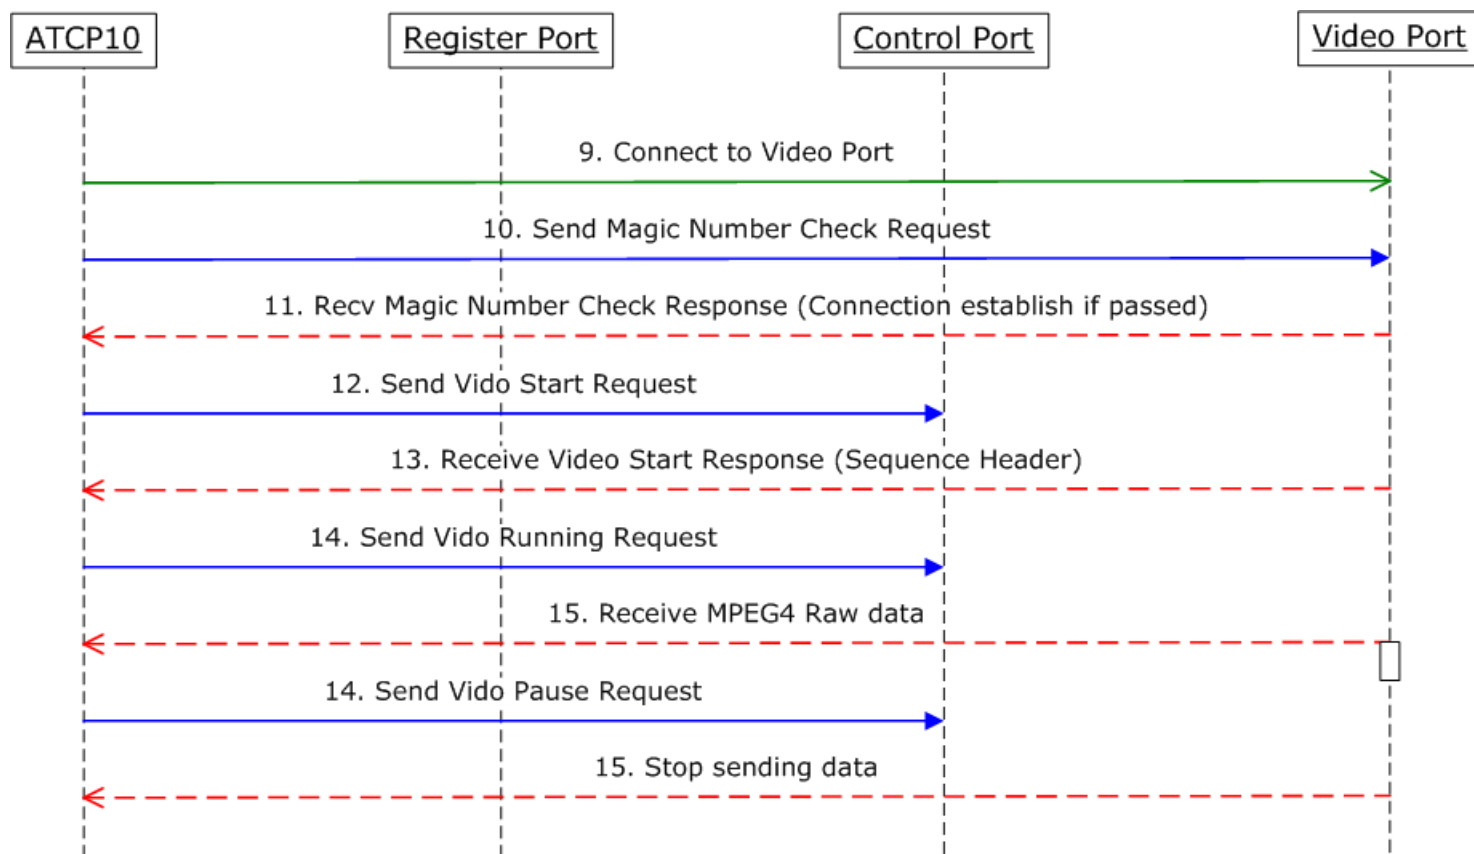 ATCP10
Register Port
Control Port
Video Port
9. Connect to Video Port
10. Send Magic Number Check Request
11. Recv Magic Number Check Response (Connection establish if passed)
12. Send Vido Start Request
13. Receive Video Start Response (Sequence Header)
14. Send Vido Running Request
15. Receive MPEG4 Raw data
14. Send Vido Pause Request
15. Stop sending data